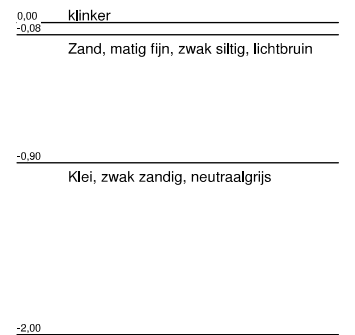 0,00 klinker
-0,08
Zand, matig fijn, zwak siltig, lichtbruin
-0,90
Klei, zwak zandig, neutraalgrijs
-2,00